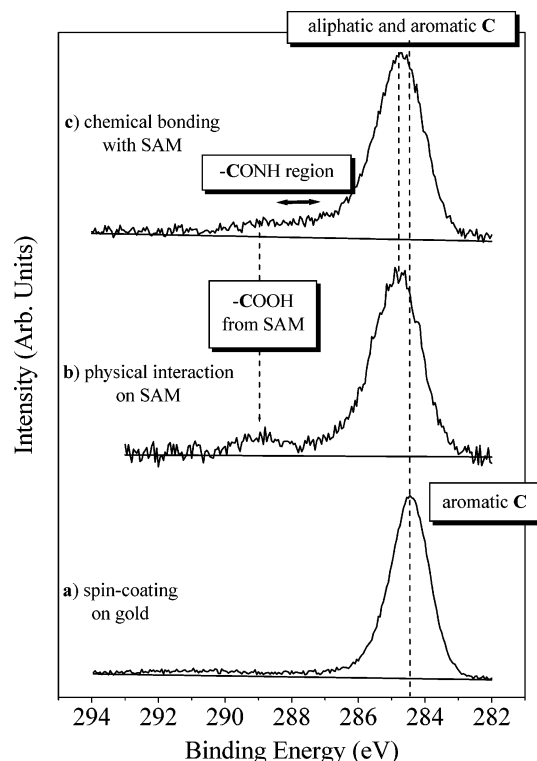 aliphatic and aromatic C
c) chemical bonding
with SAM
-CONH region
-COOH
from SAM
b) physical interaction
on SAM
aromatic C
a) spin-coating
on gold
Intensity (Arb. Units)
294 292 290 288 286 284 282
Binding Energy (eV)